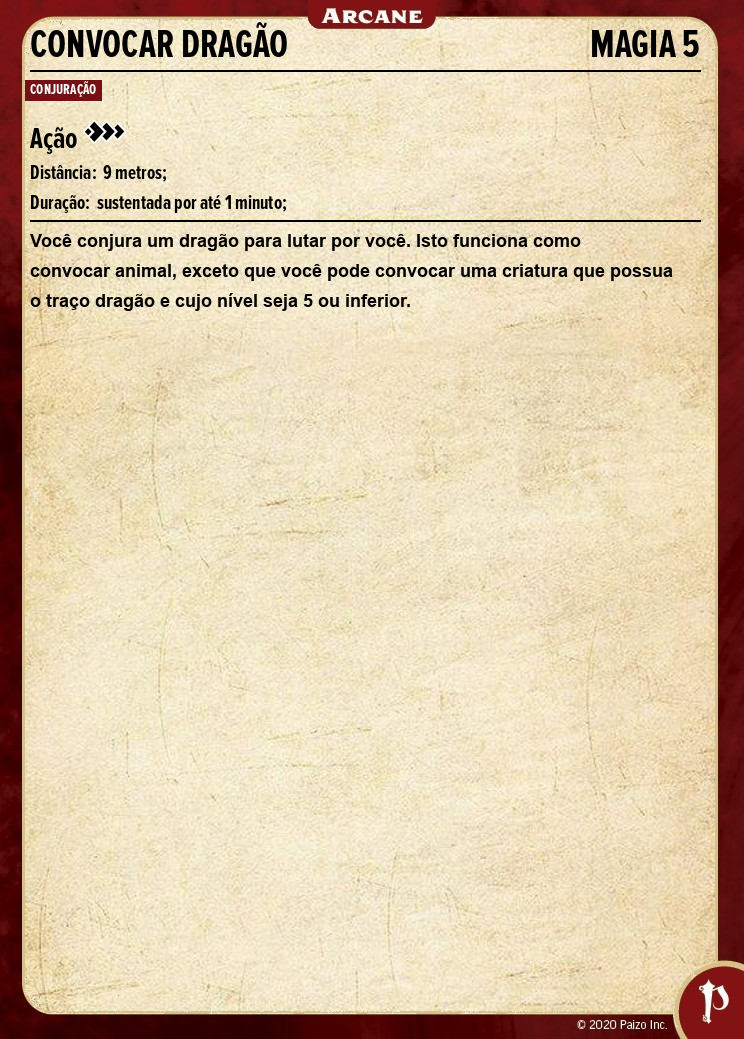 ARCANE
CONVOCAR DRAGÃO MAGIA 5
CONJURAÇÃO
Ação
Distância: 9 metros;
Duração: sustentada por até 1 minuto;
Você conjura um dragão para lutar por você. Isto funciona como
convocar animal, exceto que você pode convocar uma criatura que possua
o traço dragão e cujo nível seja 5 ou inferior.
© 2020 Paizo Inc.